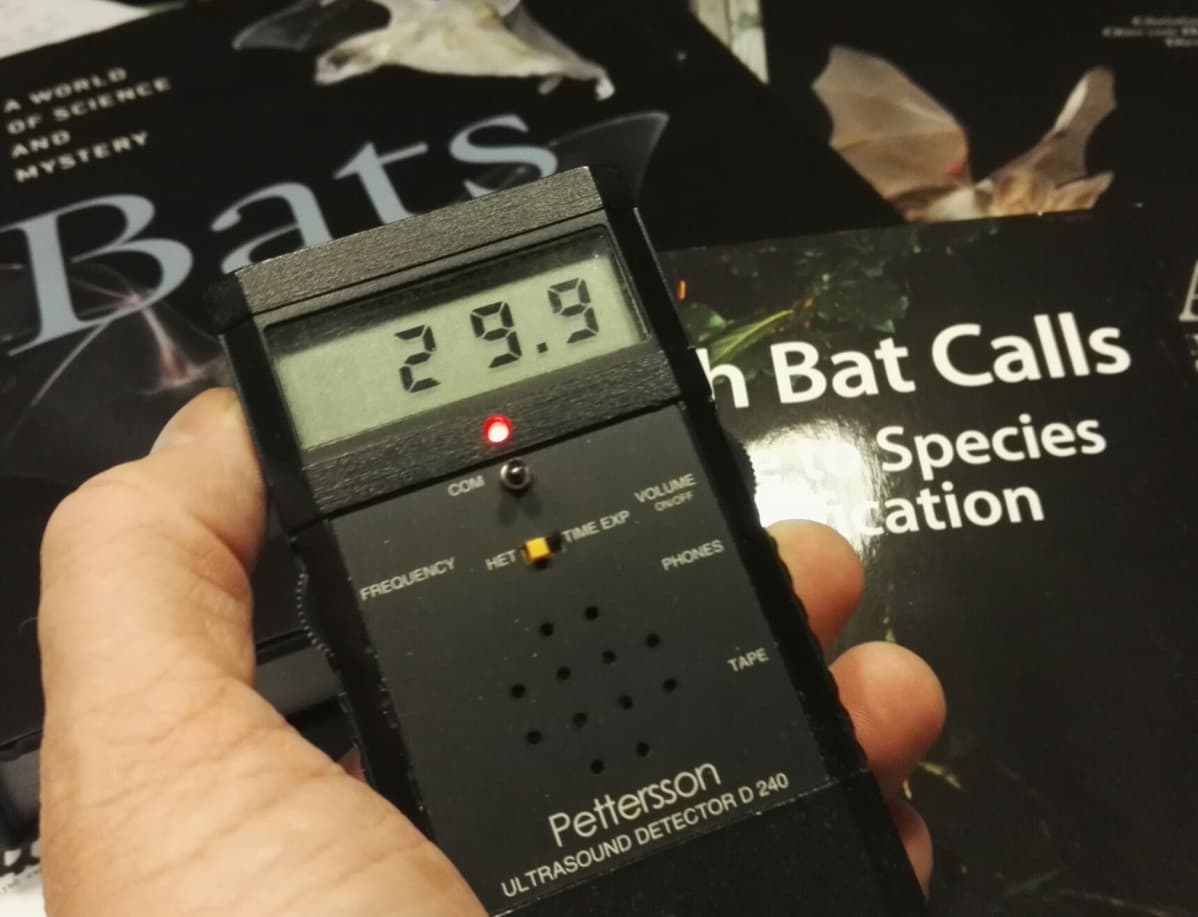 A WORLD
OF SCIENCE
AND
MYSTERY
Bats
29.9
COM
VOLUME
ON/OFF
HET
TIME EXP
FREQUENCY
PHONES
TAPE
Pettersson
ULTRASOUND DETECTOR D 240
h Bat Calls
to Species
ication